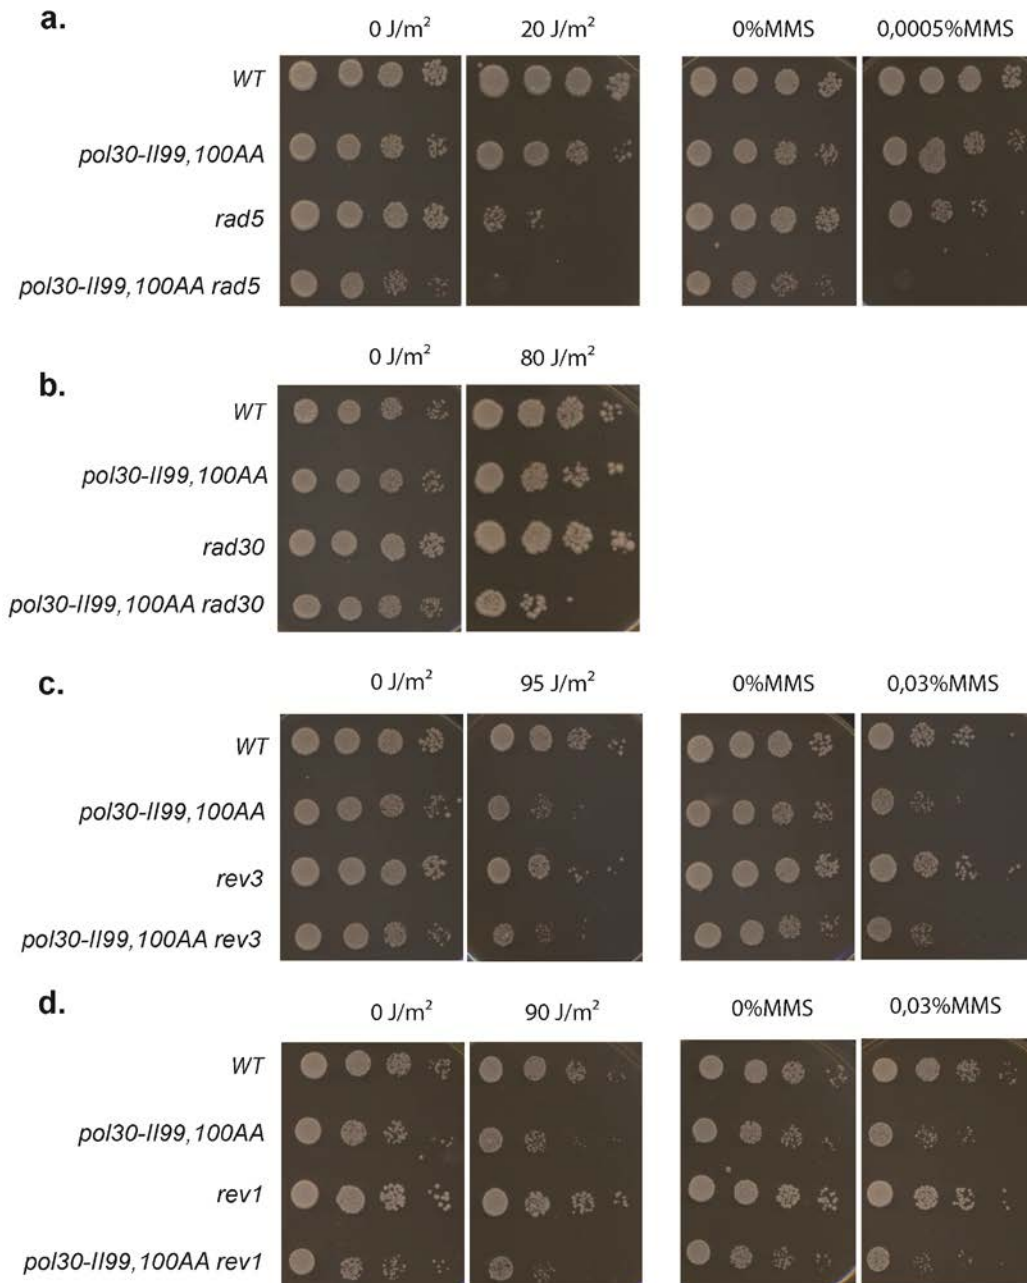 a.
0 J/m² 20 J/m² 0%MMS 0,0005%MMS
WT
pol30-II99,100AA
rad5
pol30-II99,100AA rad5
b.
0 J/m² 80 J/m²
WT
pol30-II99,100AA
rad30
pol30-II99,100AA rad30
c.
0 J/m² 95 J/m² 0%MMS 0,03%MMS
WT
pol30-II99,100AA
rev3
pol30-II99,100AA rev3
d.
0 J/m² 90 J/m² 0%MMS 0,03%MMS
WT
pol30-II99,100AA
rev1
pol30-II99,100AA rev1